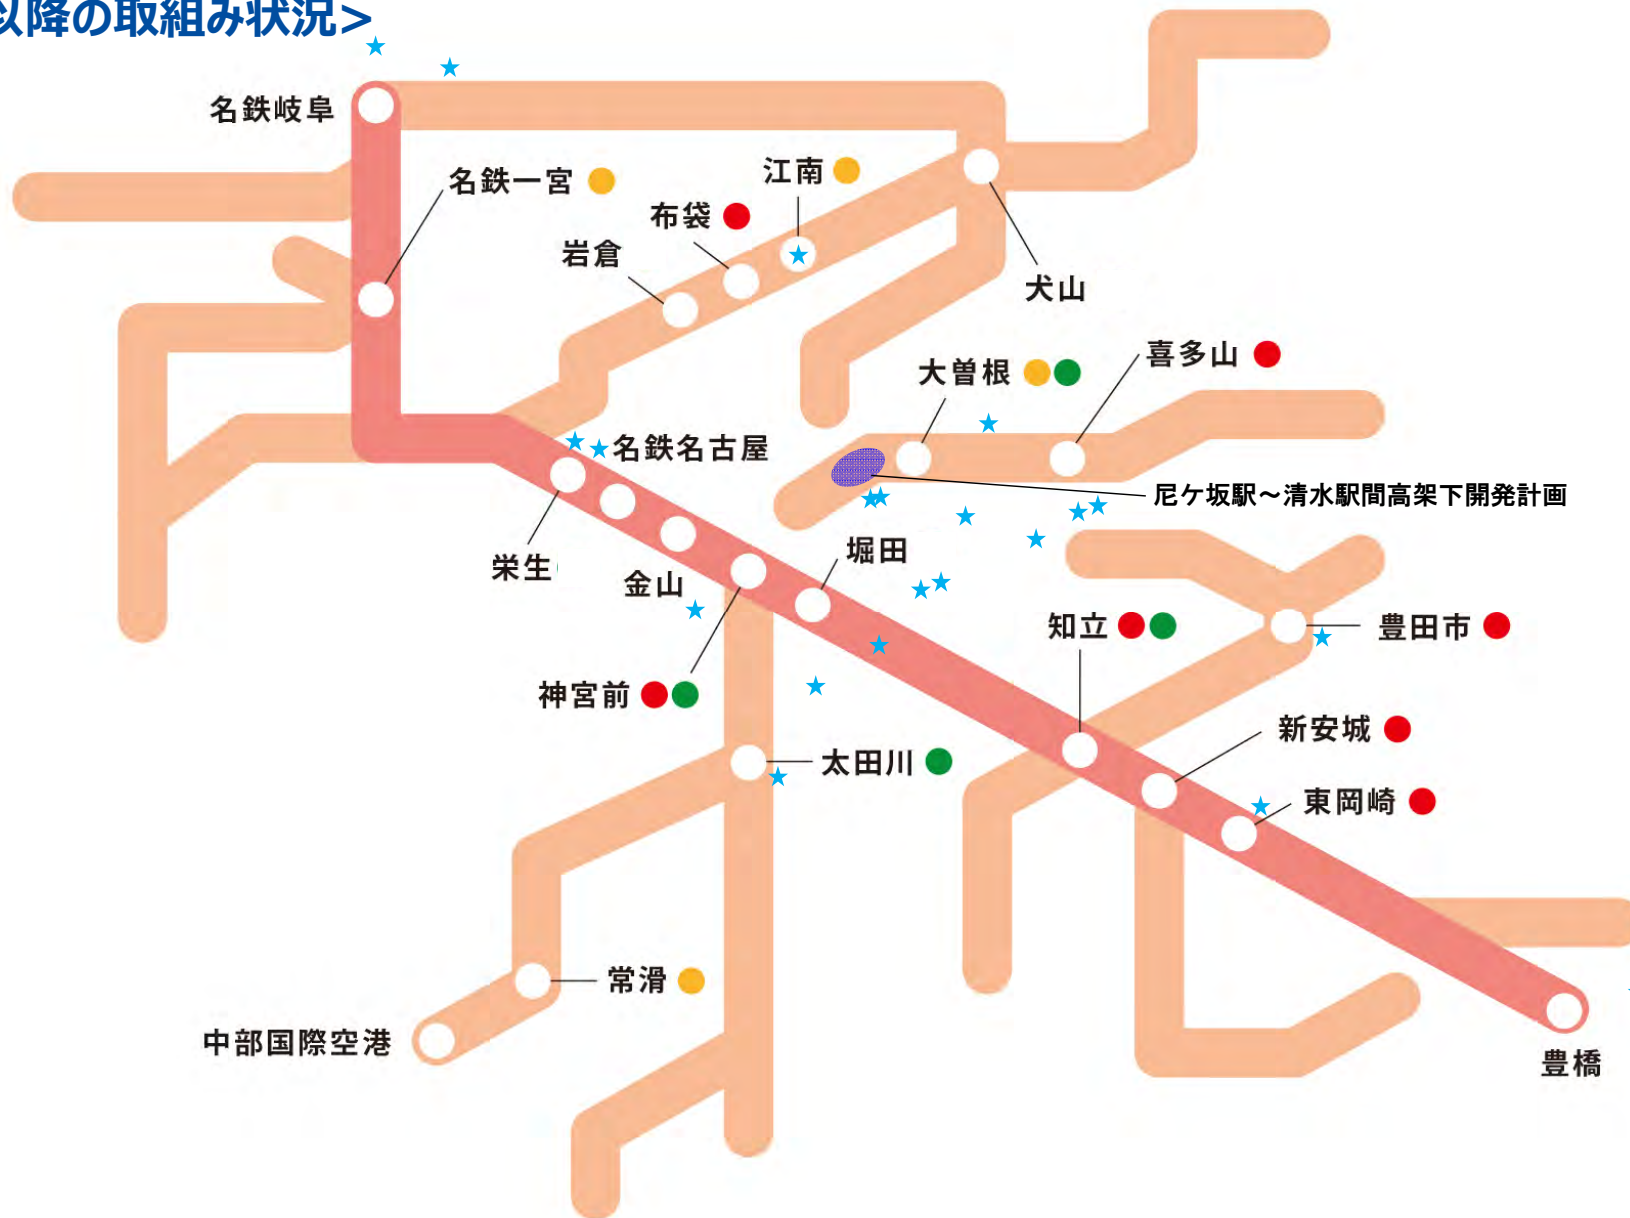 以降の取組み状況>
名鉄岐阜
名鉄一宮
江南
布袋
岩倉
犬山
喜多山
大曽根
名鉄名古屋
尼ケ坂駅～清水駅間高架下開発計画
堀田
栄生
金山
知立
豊田市
神宮前
新安城
太田川
東岡崎
常滑
中部国際空港
豊橋